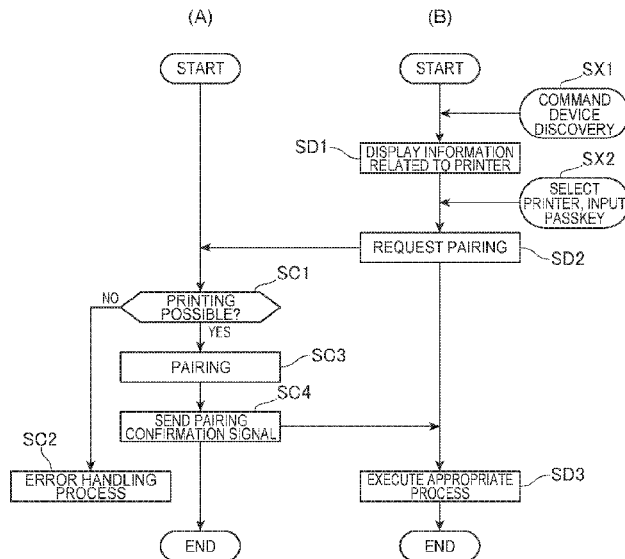 (A)
(B)
START
START
SX1
COMMAND
DEVICE
DISCOVERY
SD1
DISPLAY INFORMATION
RELATED TO PRINTER
SX2
SELECT
PRINTER, INPUT
PASSKEY
REQUEST PAIRING
SD2
SC1
NO
PRINTING
POSSIBLE?
YES
SC3
PAIRING
SC4
SEND PAIRING
CONFIRMATION SIGNAL
SC2
ERROR HANDLING
PROCESS
EXECUTE APPROPRIATE
PROCESS
SD3
END
END